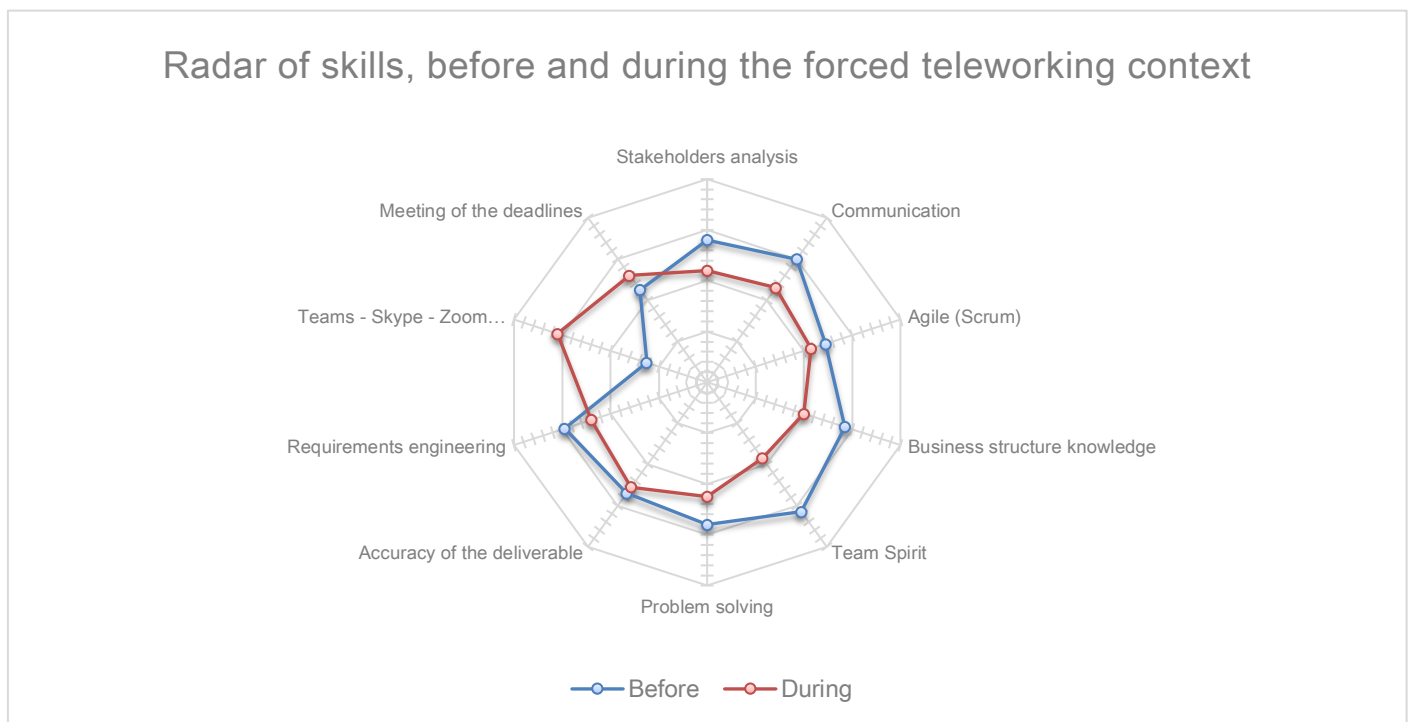 Radar of skills, before and during the forced teleworking context
Stakeholders analysis
Communication
Agile (Scrum)
Business structure knowledge
Team Spirit
Problem solving
Accuracy of the deliverable
Requirements engineering
Teams - Skype - Zoom…
Meeting of the deadlines
Before
During